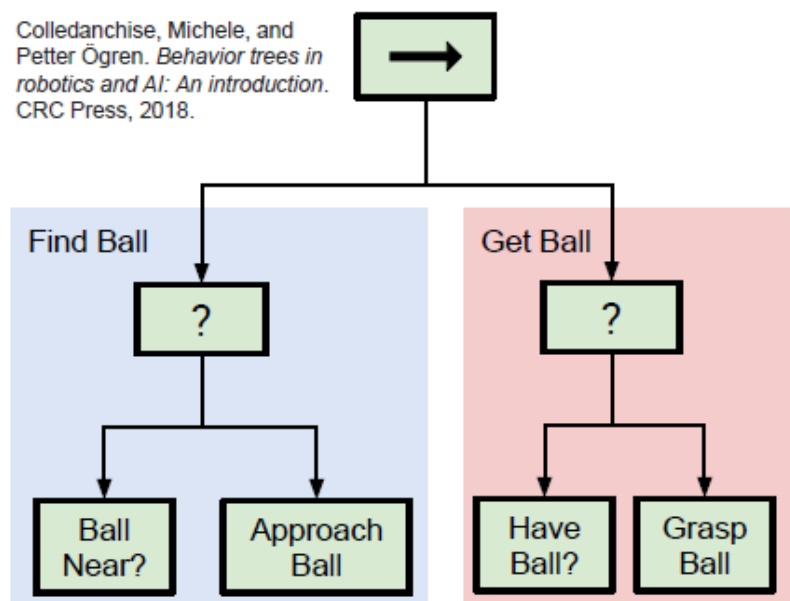 Colledanchise, Michele, and
Petter Ögren. Behavior trees in
robotics and AI: An introduction.
CRC Press, 2018.
Find Ball
Get Ball
?
?
Ball
Near?
Approach
Ball
Have
Ball?
Grasp
Ball